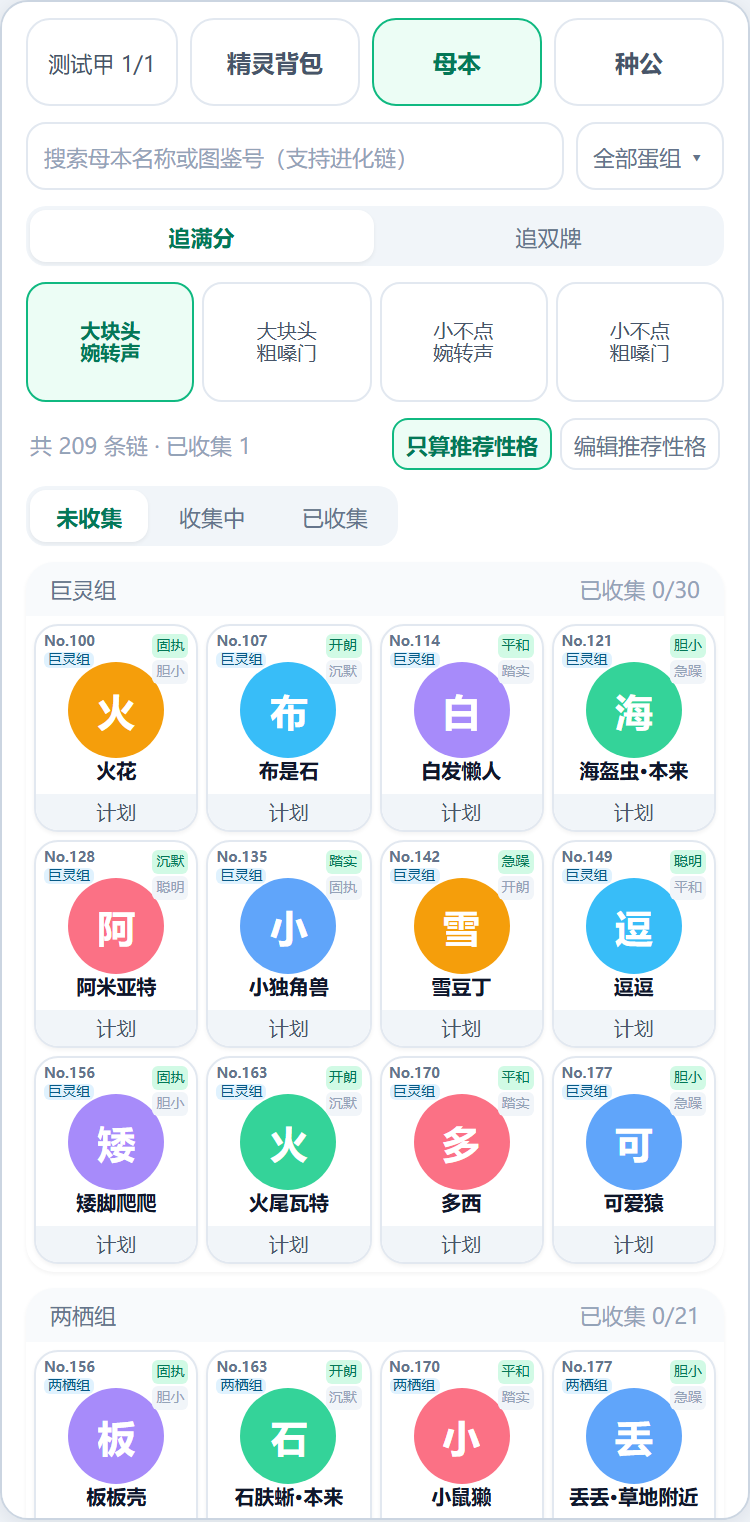 测试甲 1/1 精灵背包 母本 种公
搜索母本名称或图鉴号（支持进化链） 全部蛋组 ▼
追满分 追双牌
大块头 大块头 小不点 小不点
婉转声 粗嗓门 婉转声 粗嗓门
共 209 条链 · 已收集 1 只算推荐性格 编辑推荐性格
未收集 收集中 已收集
巨灵组 已收集 0/30
No.100 固执 No.107 开朗 No.114 平和 No.121 胆小
巨灵组 胆小 巨灵组 沉默 巨灵组 踏实 巨灵组 急躁
火 布 白 海
火花 布是石 白发懒人 海盔虫·本来
计划 计划 计划 计划
No.128 沉默 No.135 踏实 No.142 急躁 No.149 聪明
巨灵组 聪明 巨灵组 固执 巨灵组 开朗 巨灵组 平和
阿 小 雪 逗
阿米亚特 小独角兽 雪豆丁 逗逗
计划 计划 计划 计划
No.156 固执 No.163 开朗 No.170 平和 No.177 胆小
巨灵组 胆小 巨灵组 沉默 巨灵组 踏实 巨灵组 急躁
矮 火 多 可
矮脚爬爬 火尾瓦特 多西 可爱猿
计划 计划 计划 计划
两栖组 已收集 0/21
No.156 固执 No.163 开朗 No.170 平和 No.177 胆小
两栖组 胆小 两栖组 沉默 两栖组 踏实 两栖组 急躁
板 石 小 丢
板板壳 石肤蜥·本来 小鼠獭 丢丢·草地附近